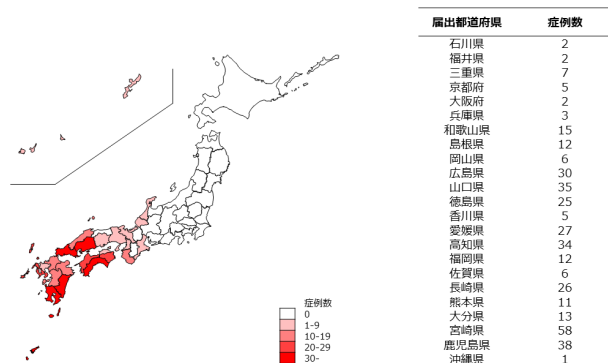 届出都道府県 症例数
石川県 2
福井県 2
三重県 7
京都府 5
大阪府 2
兵庫県 3
和歌山県 15
島根県 12
岡山県 6
広島県 30
山口県 35
徳島県 25
香川県 5
愛媛県 27
高知県 34
福岡県 12
佐賀県 6
長崎県 26
熊本県 11
大分県 13
宮崎県 58
鹿児島県 38
沖縄県 1
症例数
0
1-9
10-19
20-29
30-